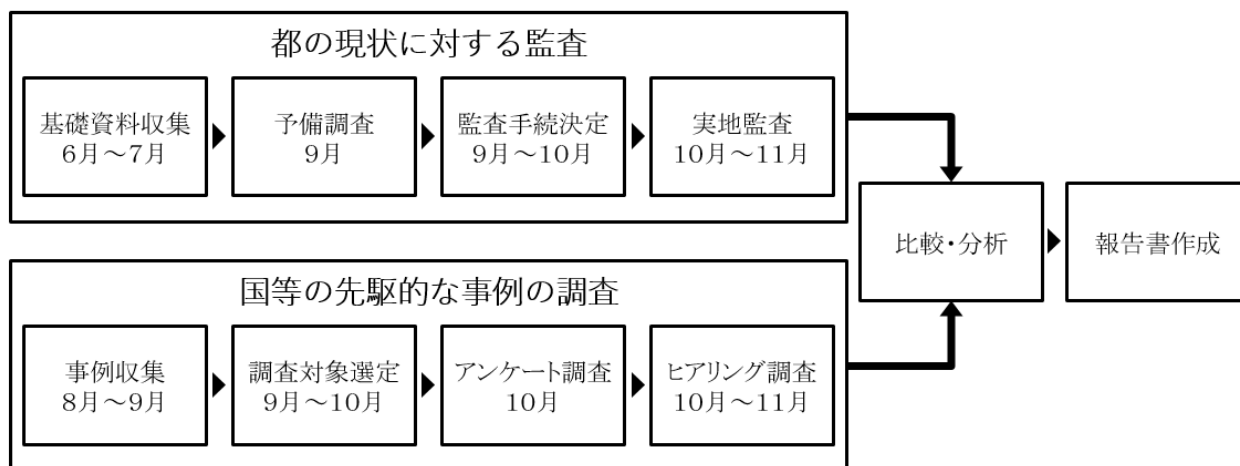 都の現状に対する監査
基礎資料収集
6月～7月
予備調査
9月
監査手続決定
9月～10月
実地監査
10月～11月
比較・分析
報告書作成
国等の先駆的な事例の調査
事例収集
8月～9月
調査対象選定
9月～10月
アンケート調査
10月
ヒアリング調査
10月～11月